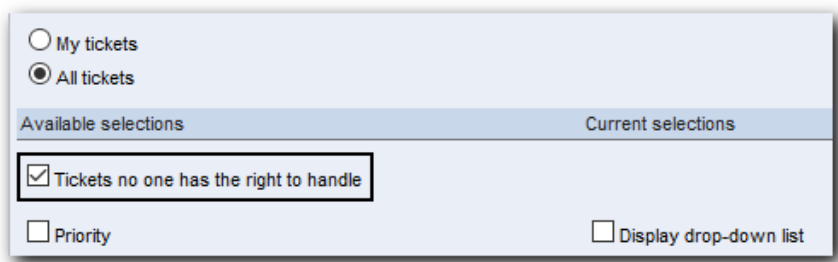 My tickets
All tickets
Available selections Current selections
Tickets no one has the right to handle
Priority Display drop-down list